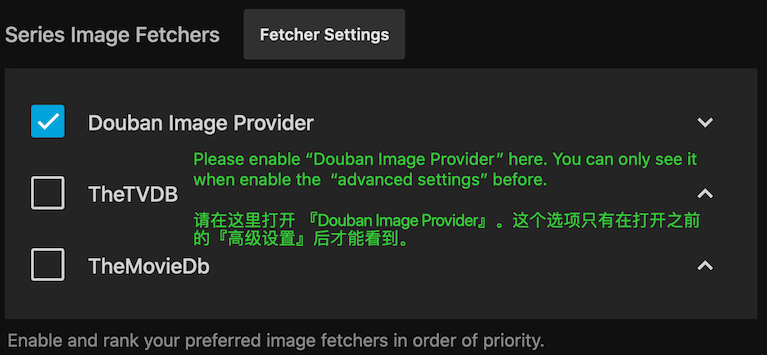 Series Image Fetchers Fetcher Settings
Douban Image Provider
Please enable “Douban Image Provider” here. You can only see it
when enable the “advanced settings” before.
TheTVDB
请在这里打开 『Douban Image Provider』。这个选项只有在打开之前
的『高级设置』后才能看到。
TheMovieDb
Enable and rank your preferred image fetchers in order of priority.